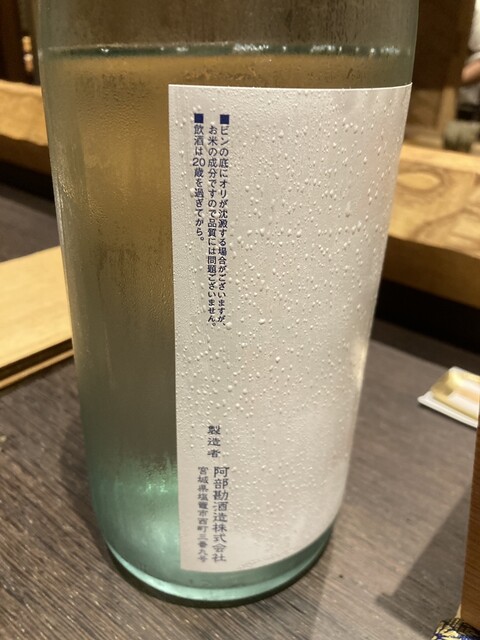 ■ビンの底にオリが沈澱する場合がございますが、
お米の成分ですので品質には問題ございません。
■飲酒は20歳を過ぎてから。
製造者
阿部勘酒造株式会社
宮城県塩竈市西町三番九号